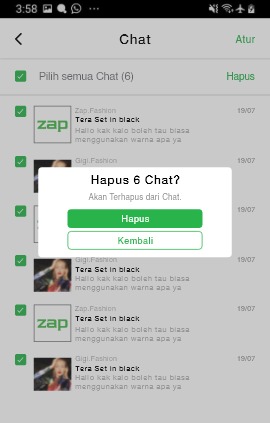 3:58
Chat
Atur
Pilih semua Chat (6)
Hapus
Zap.Fashion
19/07
zap
Tera Set in black
Hallo kak kalo boleh tau biasa
menggunakan warna apa ya
Gigi.Fashion
19/07
Hapus 6 Chat?
Akan Terhapus dari Chat.
19/07
Hapus
Kembali
Gigi.Fashion
19/07
Tera Set in black
Hallo kak kalo boleh tau biasa
menggunakan warna apa ya
Zap.Fashion
19/07
zap
Tera Set in black
Hallo kak kalo boleh tau biasa
menggunakan warna apa ya
Gigi.Fashion
19/07
Tera Set in black
Hallo kak kalo boleh tau biasa
menggunakan warna apa ya